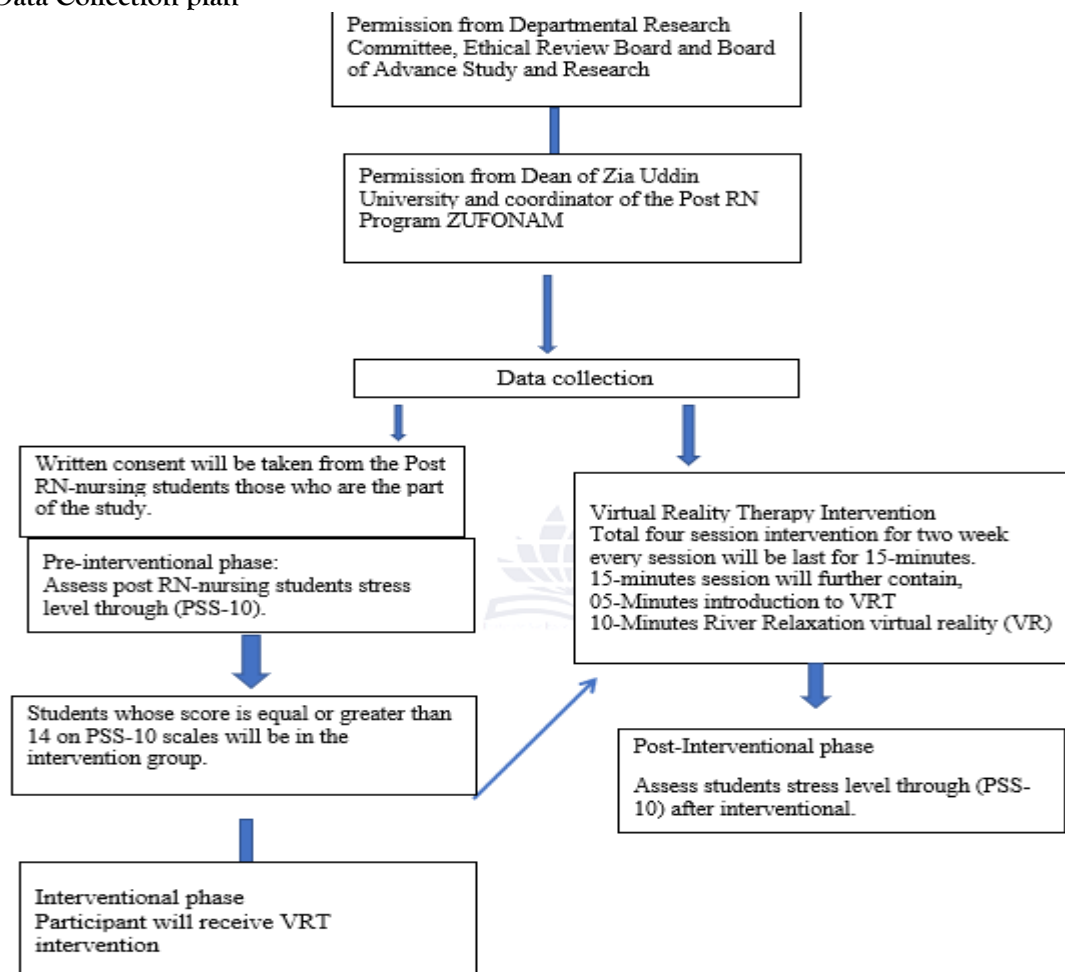 Data Collection plan
Permission from Departmental Research
Committee, Ethical Review Board and Board
of Advance Study and Research
Permission from Dean of Zia Uddin
University and coordinator of the Post RN
Program ZUFONAM
Data collection
Written consent will be taken from the Post
RN-nursing students those who are the part
of the study.
Pre-interventional phase:
Assess post RN-nursing students stress
level through (PSS-10).
Students whose score is equal or greater than
14 on PSS-10 scales will be in the
intervention group.
Interventional phase
Participant will receive VRT
intervention
Virtual Reality Therapy Intervention
Total four session intervention for two week
every session will be last for 15-minutes.
15-minutes session will further contain,
05-Minutes introduction to VRT
10-Minutes River Relaxation virtual reality (VR)
Post-Interventional phase
Assess students stress level through (PSS-
10) after interventional.